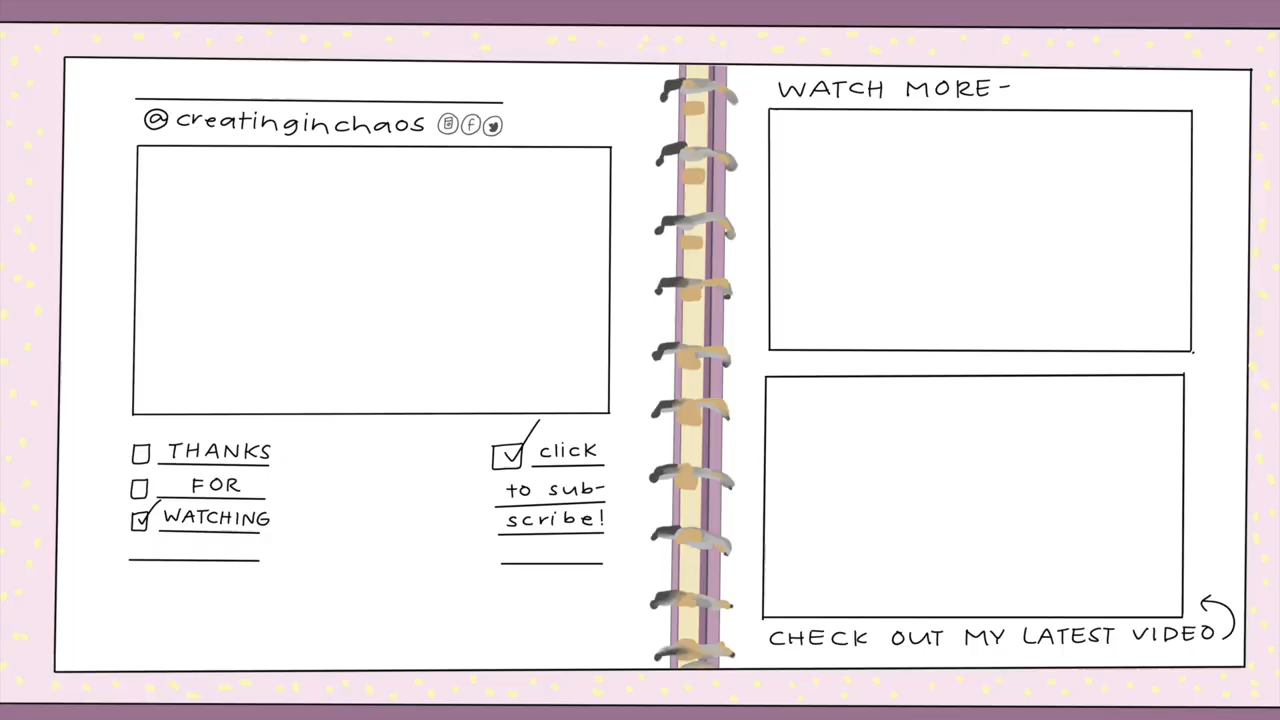 @creatinginchaos
THANKS
FOR
WATCHING
click
to sub-
scribe!
WATCH MORE-
CHECK OUT MY LATEST VIDEO